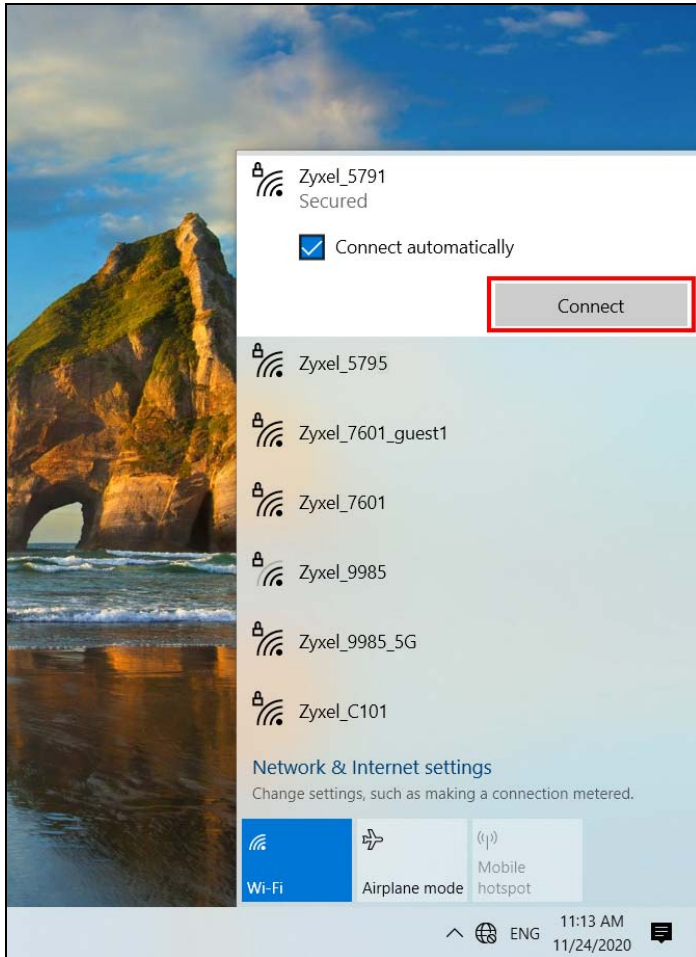 Zyxel_5791
Secured
Connect automatically
Connect
Zyxel_5795
Zyxel_7601_guest1
Zyxel_7601
Zyxel_9985
Zyxel_9985_5G
Zyxel_C101
Network & Internet settings
Change settings, such as making a connection metered.
Wi-Fi
Airplane mode
Mobile
hotspot
ENG
11:13 AM
11/24/2020